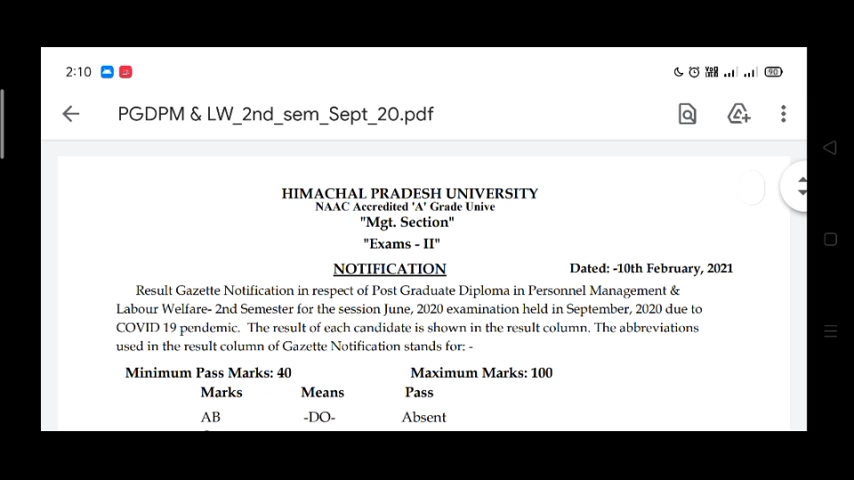 2:10
90
PGDPM & LW_2nd_sem_Sept_20.pdf
HIMACHAL PRADESH UNIVERSITY
NAAC Accredited 'A' Grade Unive
"Mgt. Section"
"Exams - II"
NOTIFICATION Dated: -10th February, 2021
Result Gazette Notification in respect of Post Graduate Diploma in Personnel Management &
Labour Welfare- 2nd Semester for the session June, 2020 examination held in September, 2020 due to
COVID 19 pendemic. The result of each candidate is shown in the result column. The abbreviations
used in the result column of Gazette Notification stands for: -
Minimum Pass Marks: 40 Maximum Marks: 100
Marks Means Pass
AB -DO- Absent